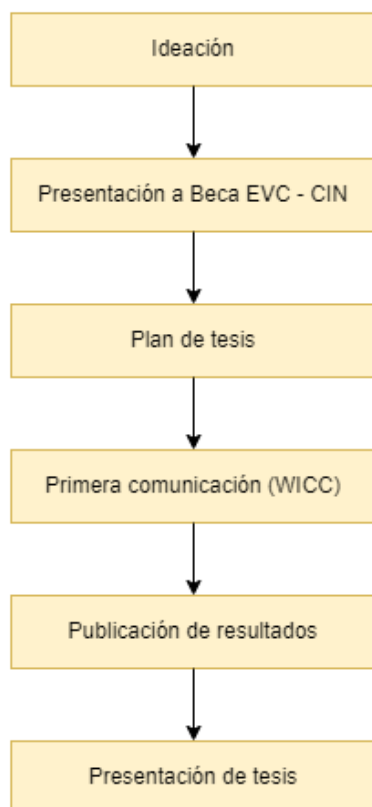 Ideación
Presentación a Beca EVC - CIN
Plan de tesis
Primera comunicación (WICC)
Publicación de resultados
Presentación de tesis